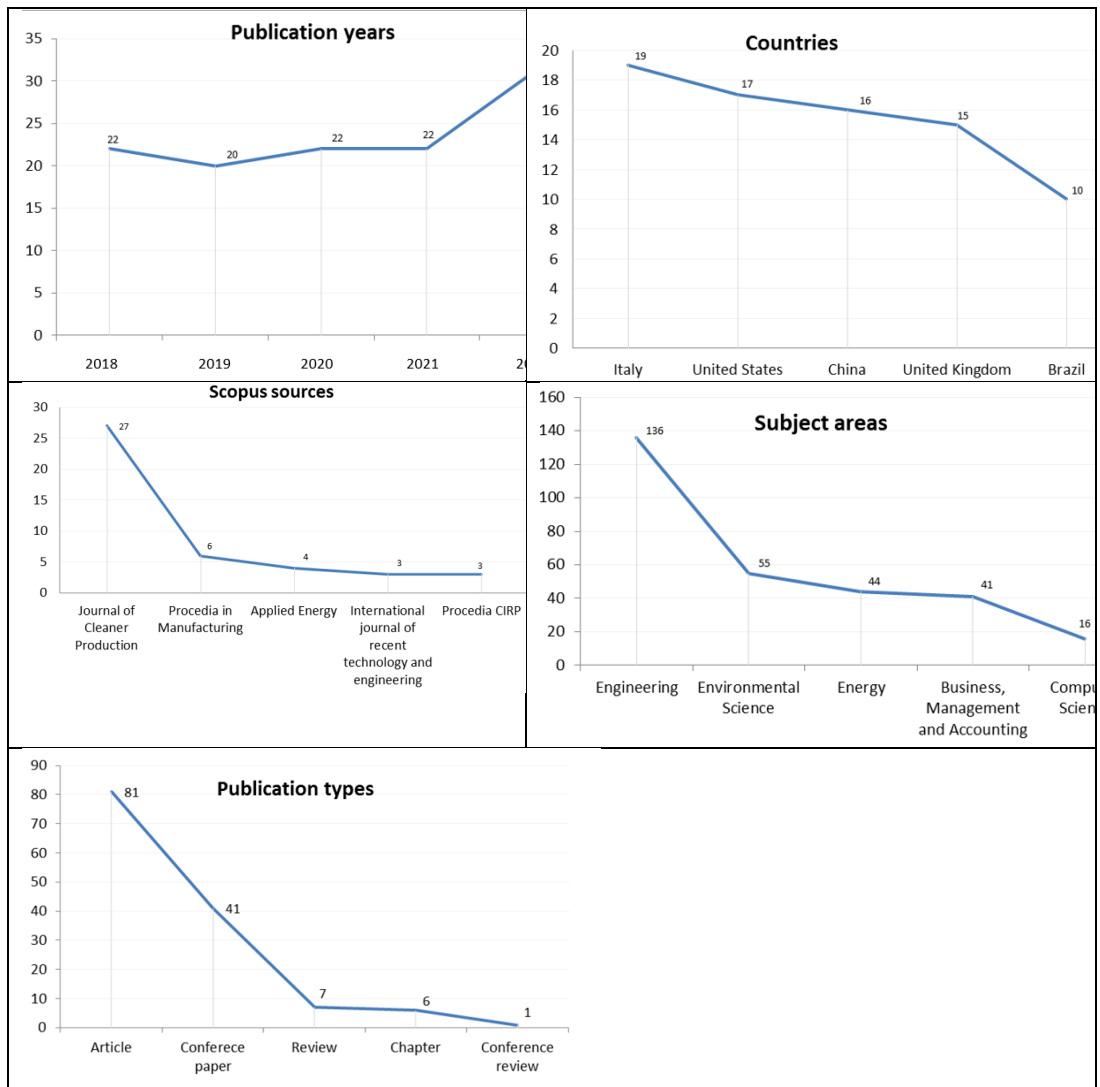 Publication years
35
30
25
20
15
10
5
0
22
20
22
22
2018
2019
2020
2021
Countries
20
18
16
14
12
10
8
6
4
2
0
19
17
16
15
10
Italy
United States
China
United Kingdom
Brazil
Scopus sources
30
25
20
15
10
5
0
27
6
4
3
3
Journal of
Cleaner
Production
Procedia in
Manufacturing
Applied Energy
International
journal of
recent
technology and
engineering
Procedia CIRP
Subject areas
160
140
120
100
80
60
40
20
0
136
55
44
41
16
Engineering
Environmental
Science
Energy
Business,
Management
and Accounting
Publication types
90
80
70
60
50
40
30
20
10
0
81
41
7
6
1
Article
Conferece
paper
Review
Chapter
Conference
review